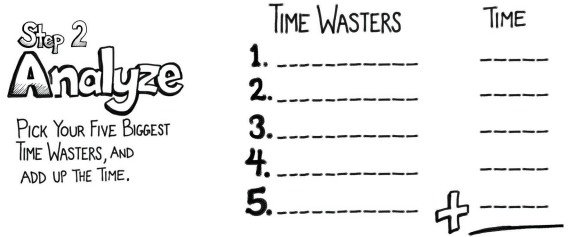 Step 2
Analyze
Pick Your Five Biggest
Time Wasters, and
add up the Time.
Time Wasters Time
1.
2.
3.
4.
5. +